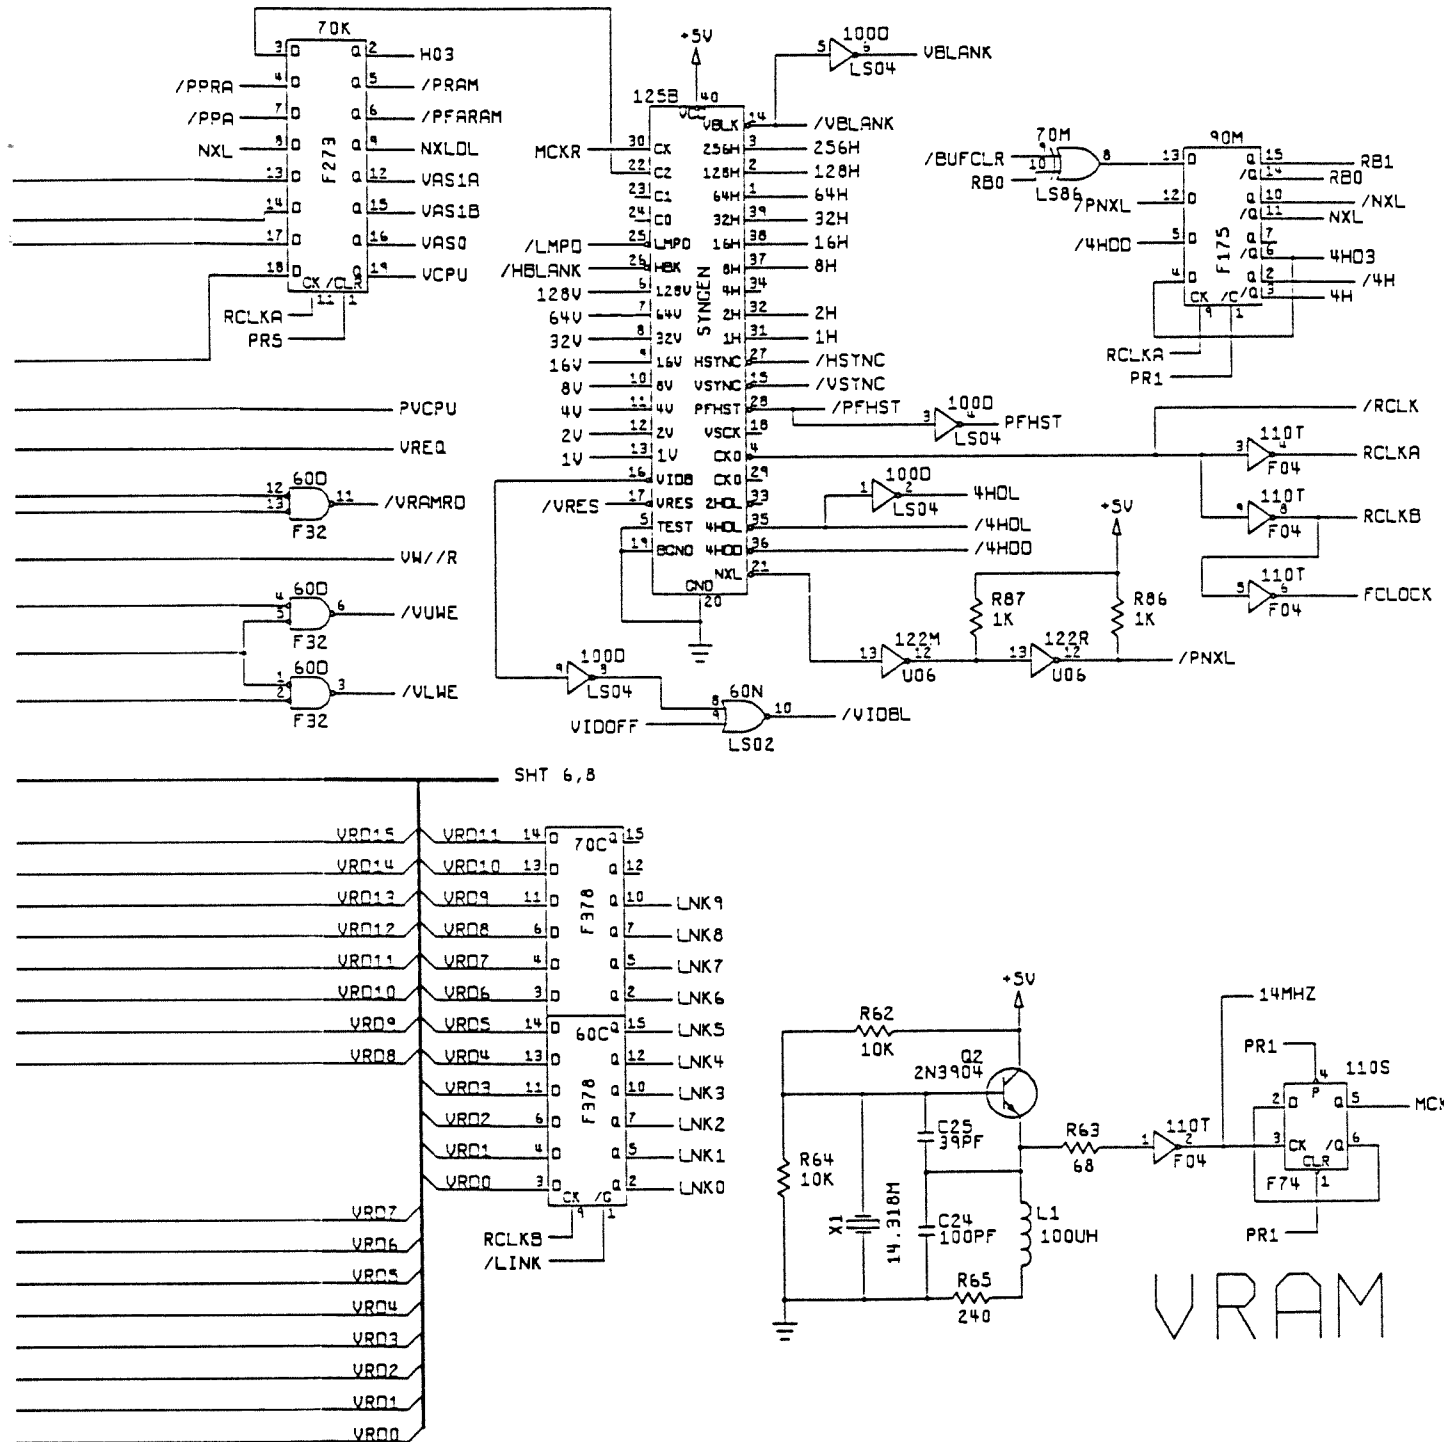 70K
3 D Q 2 H03
/PPRA 4 D Q 5 /PRAM
/PPA 7 D Q 6 /PFARAM
NXL 8 D Q 9 NXLDL
13 D Q 12 VAS1A
14 D Q 15 VAS1B
17 D Q 16 VAS0
18 D Q 19 VCPU
F273
CK /CLR
RCLKA 11 1
PR5
PVCPU
VREQ
60D
12 13 11 /VRAMRD
F32
VW//R
60D
4 5 6 /VUWE
F32
60D
1 2 3 /VLWE
F32
+5V
125B 40
VCC
SYNGEN
MCKR 30 CK
22 C2
23 C1
24 C0
/LMPD 25 LMPD
/HBLANK 26 HBK
128V 6 128V
64V 7 64V
32V 8 32V
16V 9 16V
8V 10 8V
4V 11 4V
2V 12 2V
1V 13 1V
16 VIDB
/VRES 17 VRES
5 TEST
19 BGND
VBLK 14 /VBLANK
256H 3 256H
128H 2 128H
64H 1 64H
32H 39 32H
16H 38 16H
8H 37 8H
4H 34
2H 32 2H
1H 31 1H
HSYNC 27 /HSYNC
VSYNC 15 /VSYNC
PFHST 28 /PFHST
VSCK 18
CKO 4
CKO 29
2HDL 33
4HDL 35 /4HDL
4HDD 36 /4HDD
NXL 21
GND
20
100D
5 6 VBLANK
LS04
100D
3 4 PFHST
LS04
100D
1 2 4HDL
LS04
100D
9 8
LS04
60N
8 9 10 /VIDBL
VIDOFF
LS02
122M
13 12
U06
R87
1K
122R
13 12 /PNXL
U06
+5V
R86
1K
70M
/BUFCLR 9
RB0 10 8
LS86
90M
F175
13 D Q 15 RB1
/Q 14 RB0
/PNXL 12 D Q 10 /NXL
/Q 11 NXL
/4HDD 5 D Q 7
/Q 6 4HD3
4 D Q 2 /4H
/Q 3 4H
CK /C
9 1
RCLKA
PR1
/RCLK
110T
3 4 RCLKA
F04
110T
9 8 RCLKB
F04
110T
5 6 FCLOCK
F04
SHT 6,8
VRD15 VRD11 14 D 70C Q 15
VRD14 VRD10 13 D Q 12
VRD13 VRD9 11 D Q 10 LNK9
VRD12 VRD8 6 D Q 7 LNK8
VRD11 VRD7 4 D Q 5 LNK7
VRD10 VRD6 3 D Q 2 LNK6
F378
VRD9 VRD5 14 D 60C Q 15 LNK5
VRD8 VRD4 13 D Q 12 LNK4
VRD3 11 D Q 10 LNK3
VRD2 6 D Q 7 LNK2
VRD1 4 D Q 5 LNK1
VRD0 3 D Q 2 LNK0
F378
CK /G
9 1
RCLKB
/LINK
VRD7
VRD6
VRD5
VRD4
VRD3
VRD2
VRD1
VRD0
+5V
R62
10K
Q2
2N3904
C25
39PF
R64
10K
X1
14.318M
C24
100PF
L1
100UH
R65
240
R63
68
110T
1 2
F04
14MHZ
PR1 4
110S
P
2 D Q 5 MCK
3 CK /Q 6
CLR
F74 1
PR1
VRAM